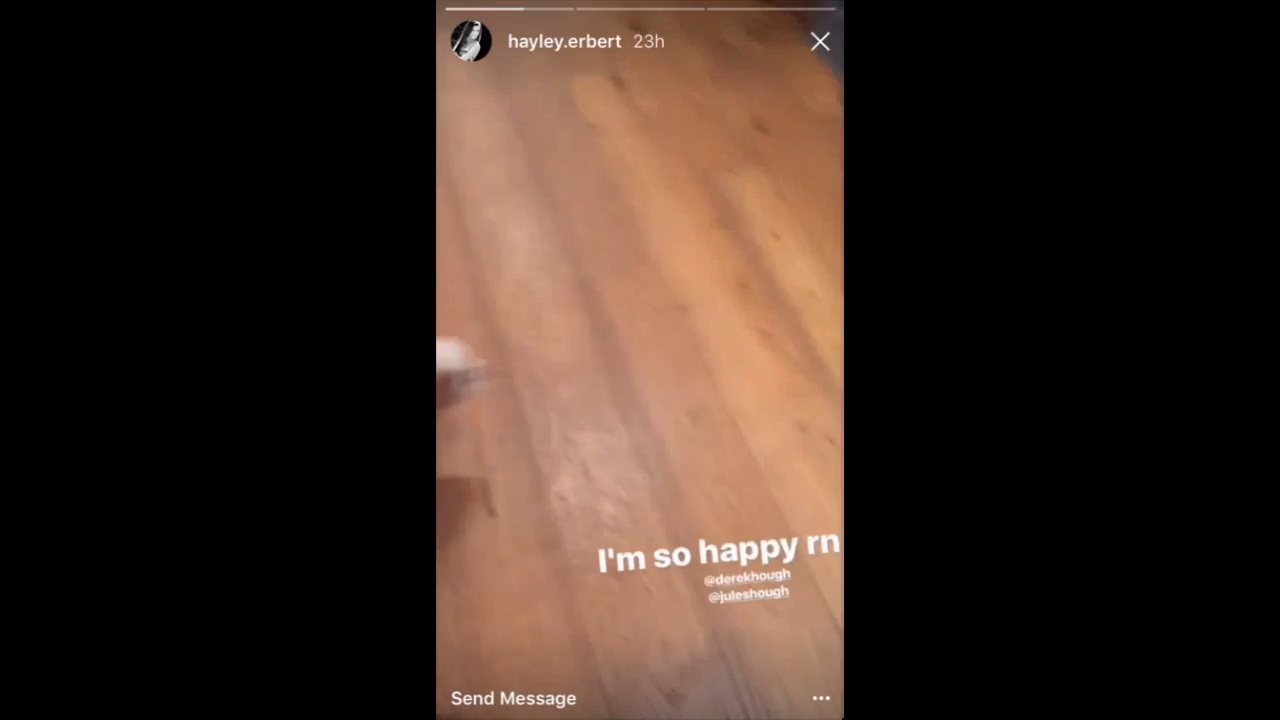 hayley.erbert 23h
I'm so happy rn
@derekhough
@juleshough
Send Message